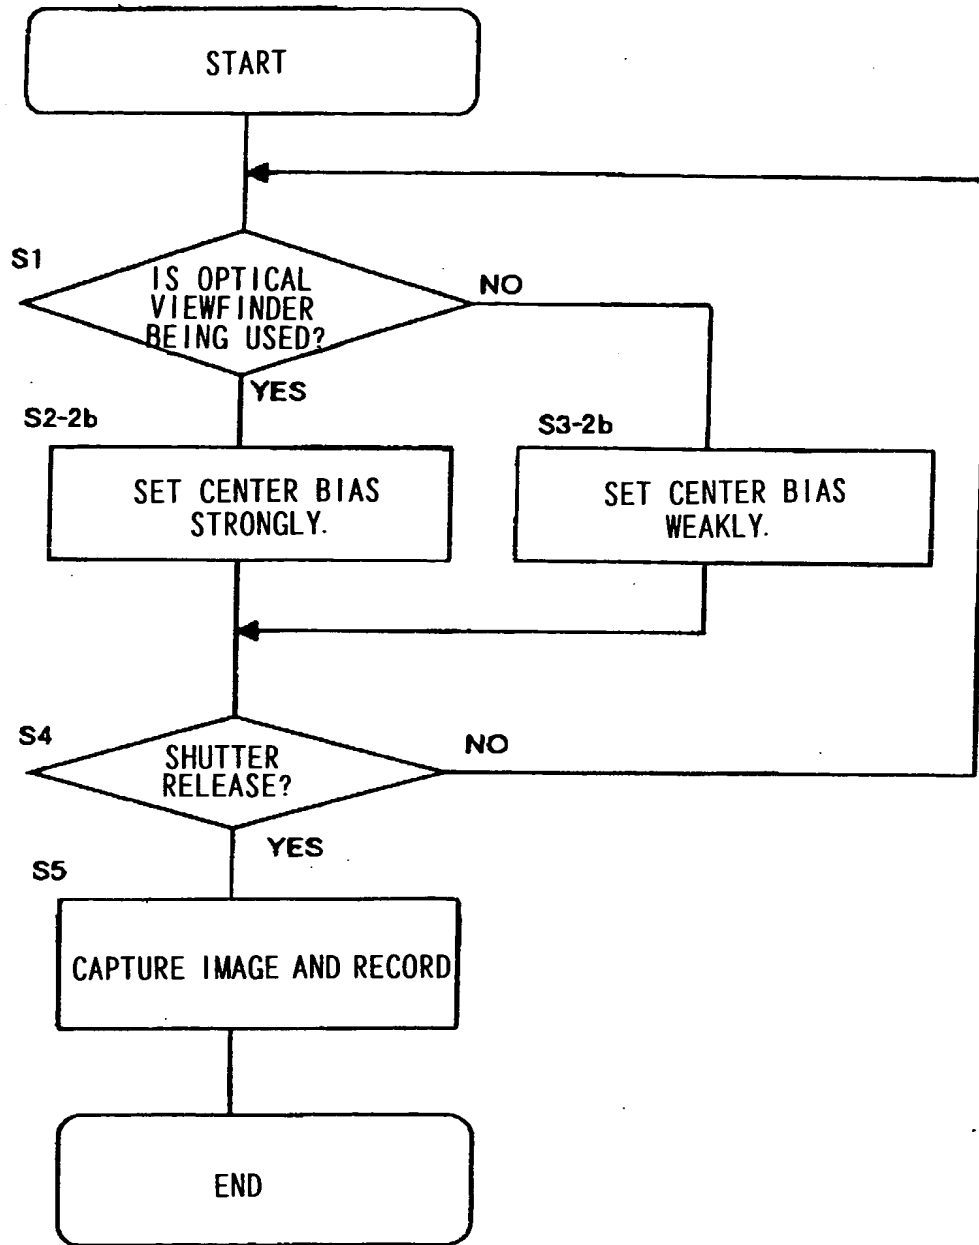 START
S1
IS OPTICAL
VIEWFINDER
BEING USED?
NO
YES
S2-2b
SET CENTER BIAS
STRONGLY.
S3-2b
SET CENTER BIAS
WEAKLY.
S4
SHUTTER
RELEASE?
NO
YES
S5
CAPTURE IMAGE AND RECORD
END